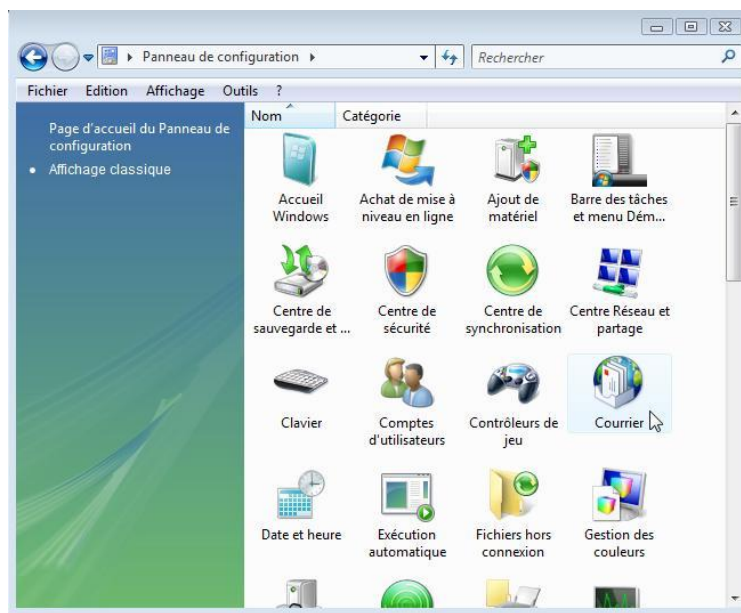 Panneau de configuration
Rechercher
Fichier Edition Affichage Outils ?
Nom Catégorie
Page d'accueil du Panneau de
configuration
Affichage classique
Accueil
Windows
Achat de mise à
niveau en ligne
Ajout de
matériel
Barre des tâches
et menu Dém...
Centre de
sauvegarde et ...
Centre de
sécurité
Centre de
synchronisation
Centre Réseau et
partage
Clavier
Comptes
d'utilisateurs
Contrôleurs de
jeu
Courrier
Date et heure
Exécution
automatique
Fichiers hors
connexion
Gestion des
couleurs